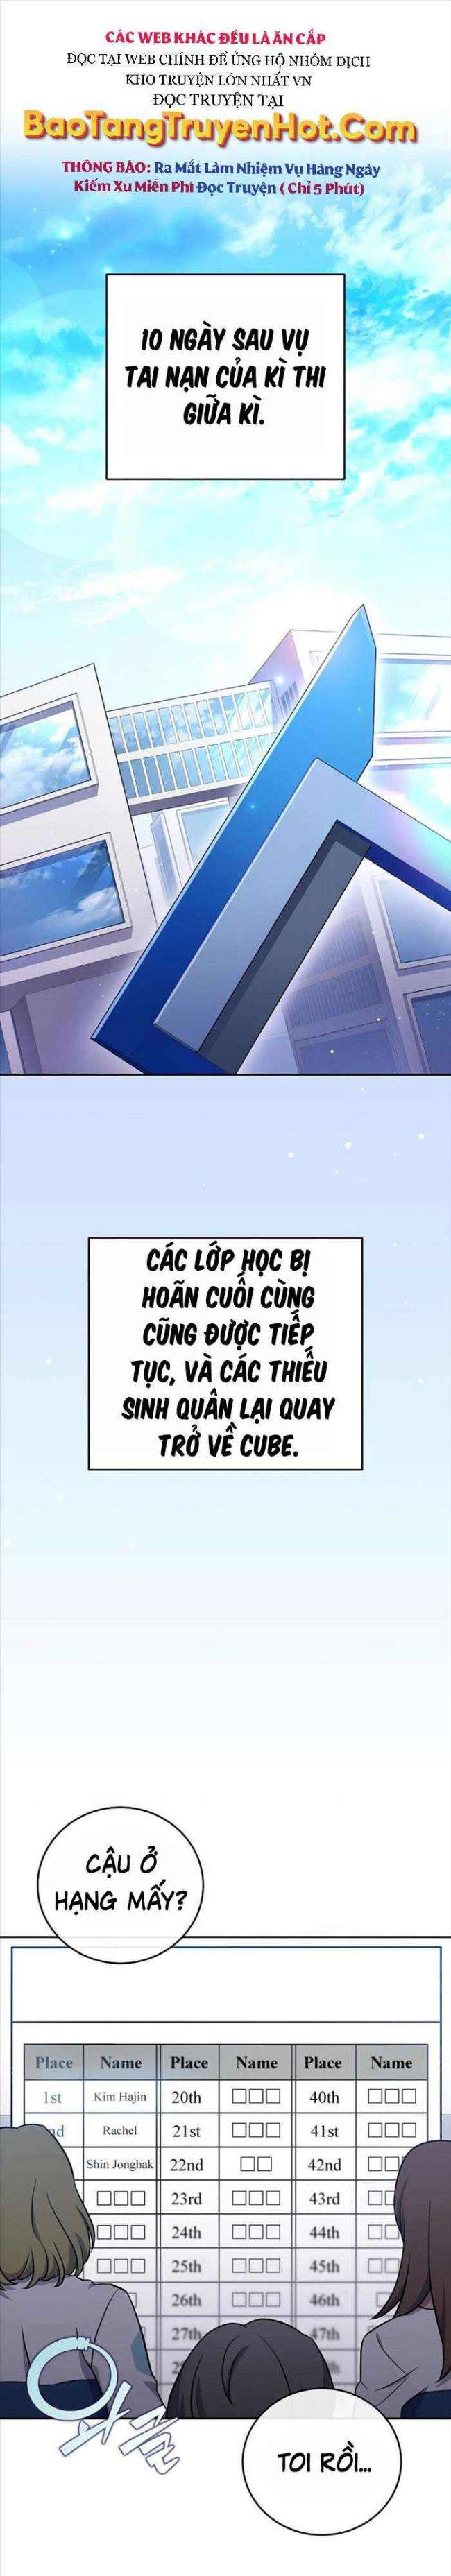 CÁC WEB KHÁC ĐỀU LÀ ĂN CẮP
ĐỌC TẠI WEB CHÍNH ĐỂ ỦNG HỘ NHÓM DỊCH
KHO TRUYỆN LỚN NHẤT VN
ĐỌC TRUYỆN TẠI
BaoTangTruyenHot.Com
THÔNG BÁO: Ra Mắt Làm Nhiệm Vụ Hàng Ngày
Kiếm Xu Miễn Phí Đọc Truyện ( Chỉ 5 Phút)
10 NGÀY SAU VỤ
TAI NẠN CỦA KÌ THI
GIỮA KÌ.
CÁC LỚP HỌC BỊ
HOÃN CUỐI CÙNG
CŨNG ĐƯỢC TIẾP
TỤC, VÀ CÁC THIẾU
SINH QUÂN LẠI QUAY
TRỞ VỀ CUBE.
CẬU Ở
HẠNG MẤY?
Place Name Place Name Place Name
1st Kim Hajin 20th □□□ 40th □□□
nd Rachel 21st □□□ 41st □□□
Shin Jonghak 22nd □□ 42nd □□
□□□ 23rd □□□ 43rd □□
□□□ 24th □□□ 44th □□□
□□□ 25th □□□ 45th □□□
26th □□□ 46th □
27th 47th
와글
TOI RỒI...